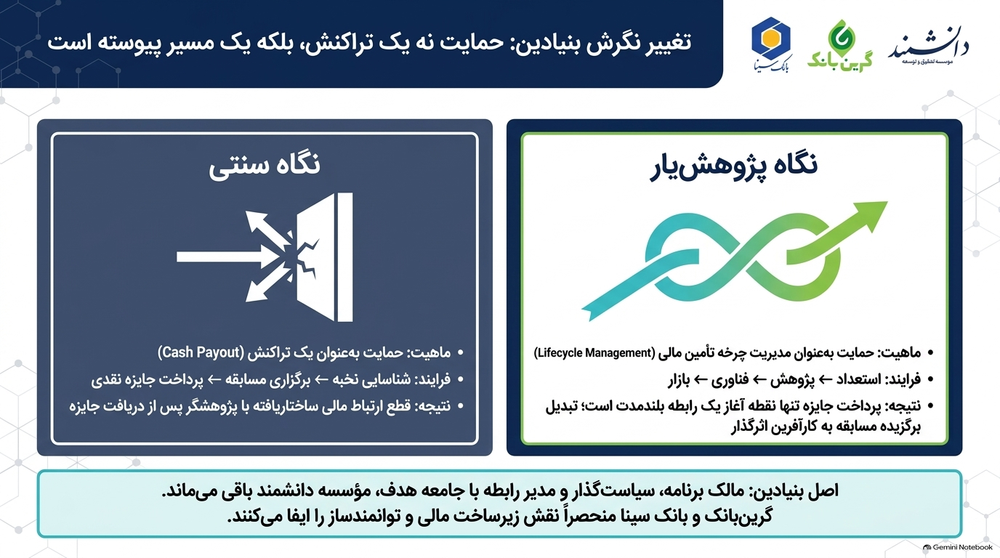 تغییر نگرش بنیادین: حمایت نه یک تراکنش، بلکه یک مسیر پیوسته است
دانشمند
موسسه تحقیق و توسعه
گرین بانک
بانک سینا
نگاه پژوهش‌یار
• ماهیت: حمایت به‌عنوان مدیریت چرخه تأمین مالی (Lifecycle Management)
• فرایند: استعداد ← پژوهش ← فناوری ← بازار
• نتیجه: پرداخت جایزه تنها نقطه آغاز یک رابطه بلندمدت است؛ تبدیل
برگزیده مسابقه به کارآفرین اثرگذار
نگاه سنتی
• ماهیت: حمایت به‌عنوان یک تراکنش (Cash Payout)
• فرایند: شناسایی نخبه ← برگزاری مسابقه ← پرداخت جایزه نقدی
• نتیجه: قطع ارتباط مالی ساختاریافته با پژوهشگر پس از دریافت جایزه
اصل بنیادین: مالک برنامه، سیاست‌گذار و مدیر رابطه با جامعه هدف، مؤسسه دانشمند باقی می‌ماند.
گرین‌بانک و بانک سینا منحصراً نقش زیرساخت مالی و توانمندساز را ایفا می‌کنند.
Gemini Notebook